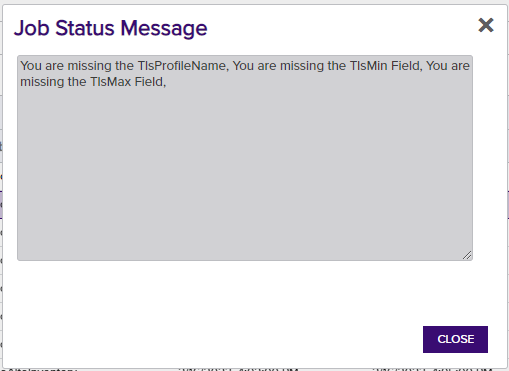 Job Status Message
You are missing the TlsProfileName, You are missing the TlsMin Field, You are
missing the TlsMax Field,
CLOSE